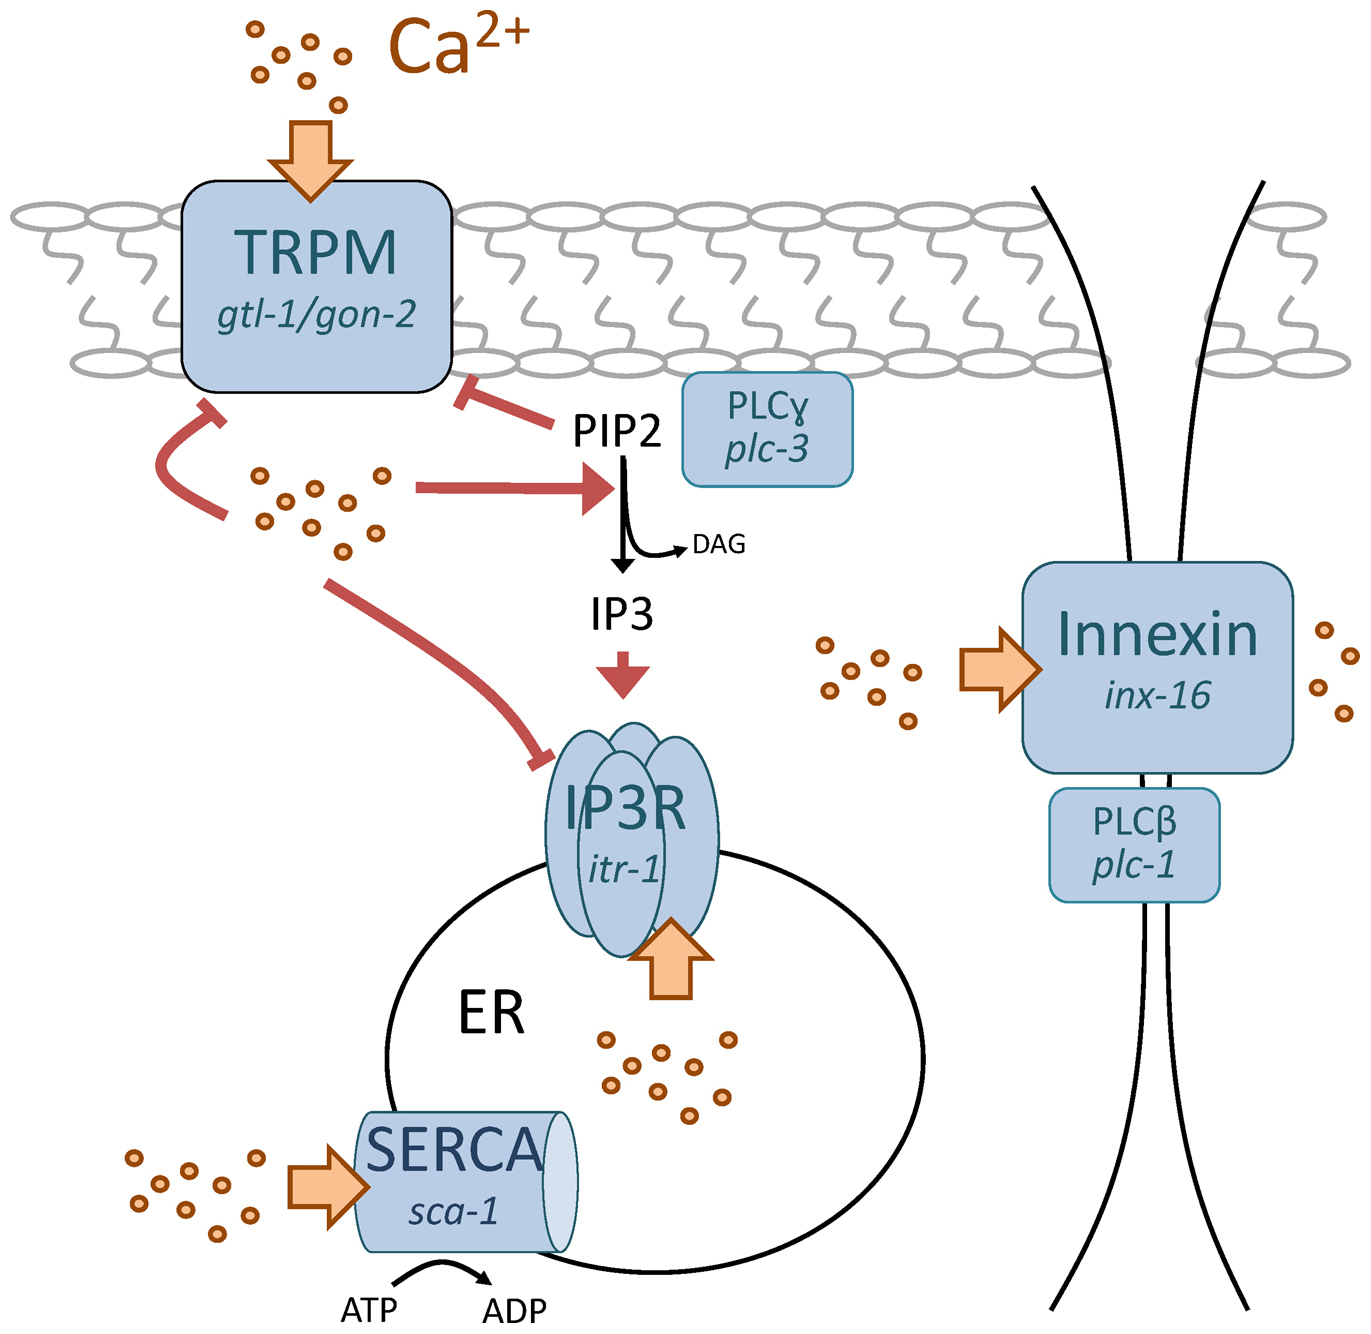 Ca²⁺
TRPM
gtl-1/gon-2
PIP2
PLCɣ
plc-3
DAG
IP3
Innexin
inx-16
IP3R
itr-1
PLCβ
plc-1
ER
SERCA
sca-1
ATP
ADP